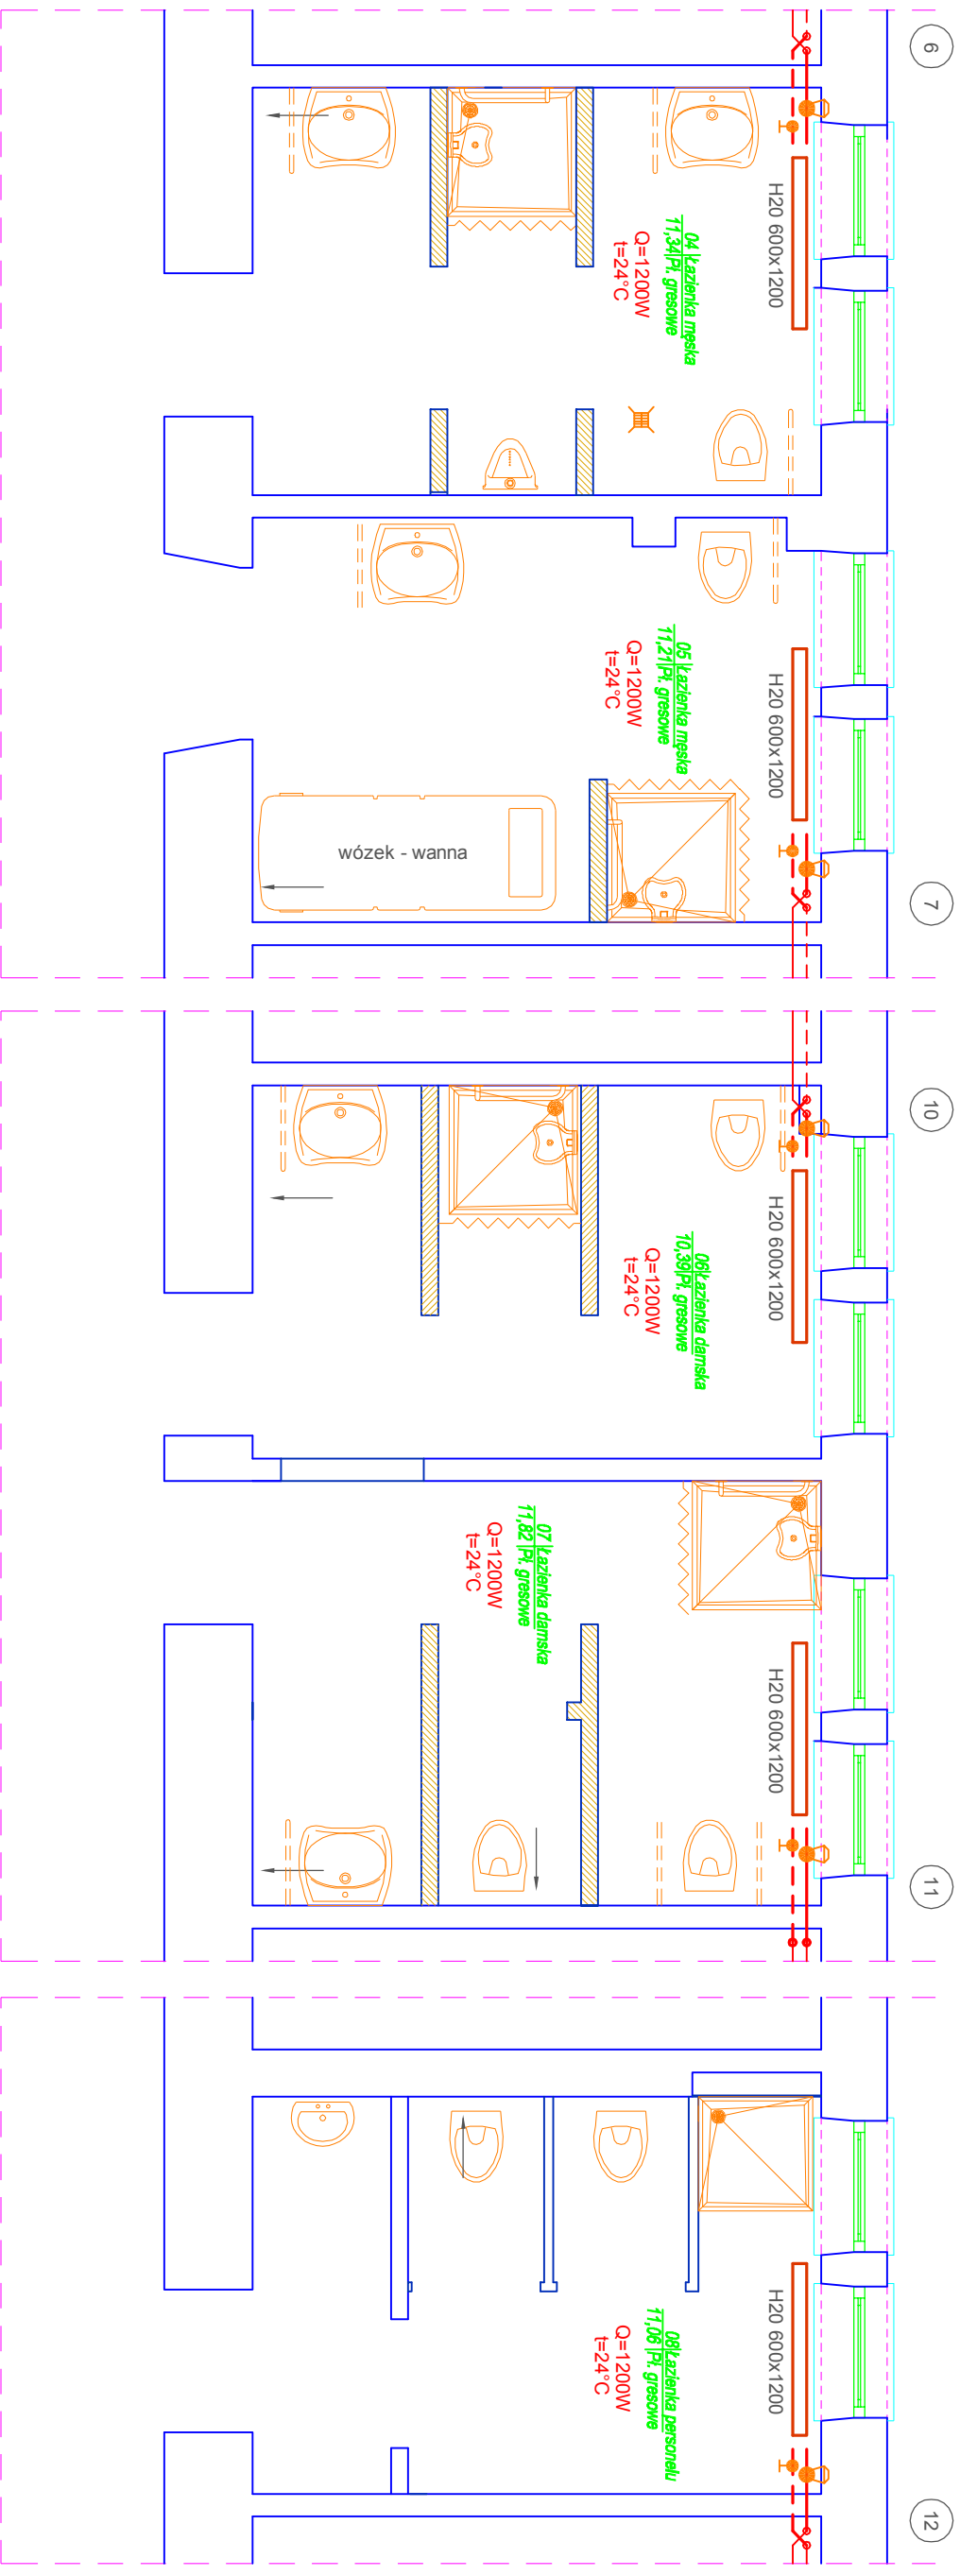 6
H20 600x1200
04 Łazienka męska
11,34 Pł. gresowe
Q=1200W
t=24°C
H20 600x1200
05 Łazienka męska
11,21 Pł. gresowe
Q=1200W
t=24°C
wózek - wanna
7
10
H20 600x1200
06 Łazienka damska
10,39 Pł. gresowe
Q=1200W
t=24°C
H20 600x1200
07 Łazienka damska
11,82 Pł. gresowe
Q=1200W
t=24°C
11
H20 600x1200
08 Łazienka personelu
11,06 Pł. gresowe
Q=1200W
t=24°C
12